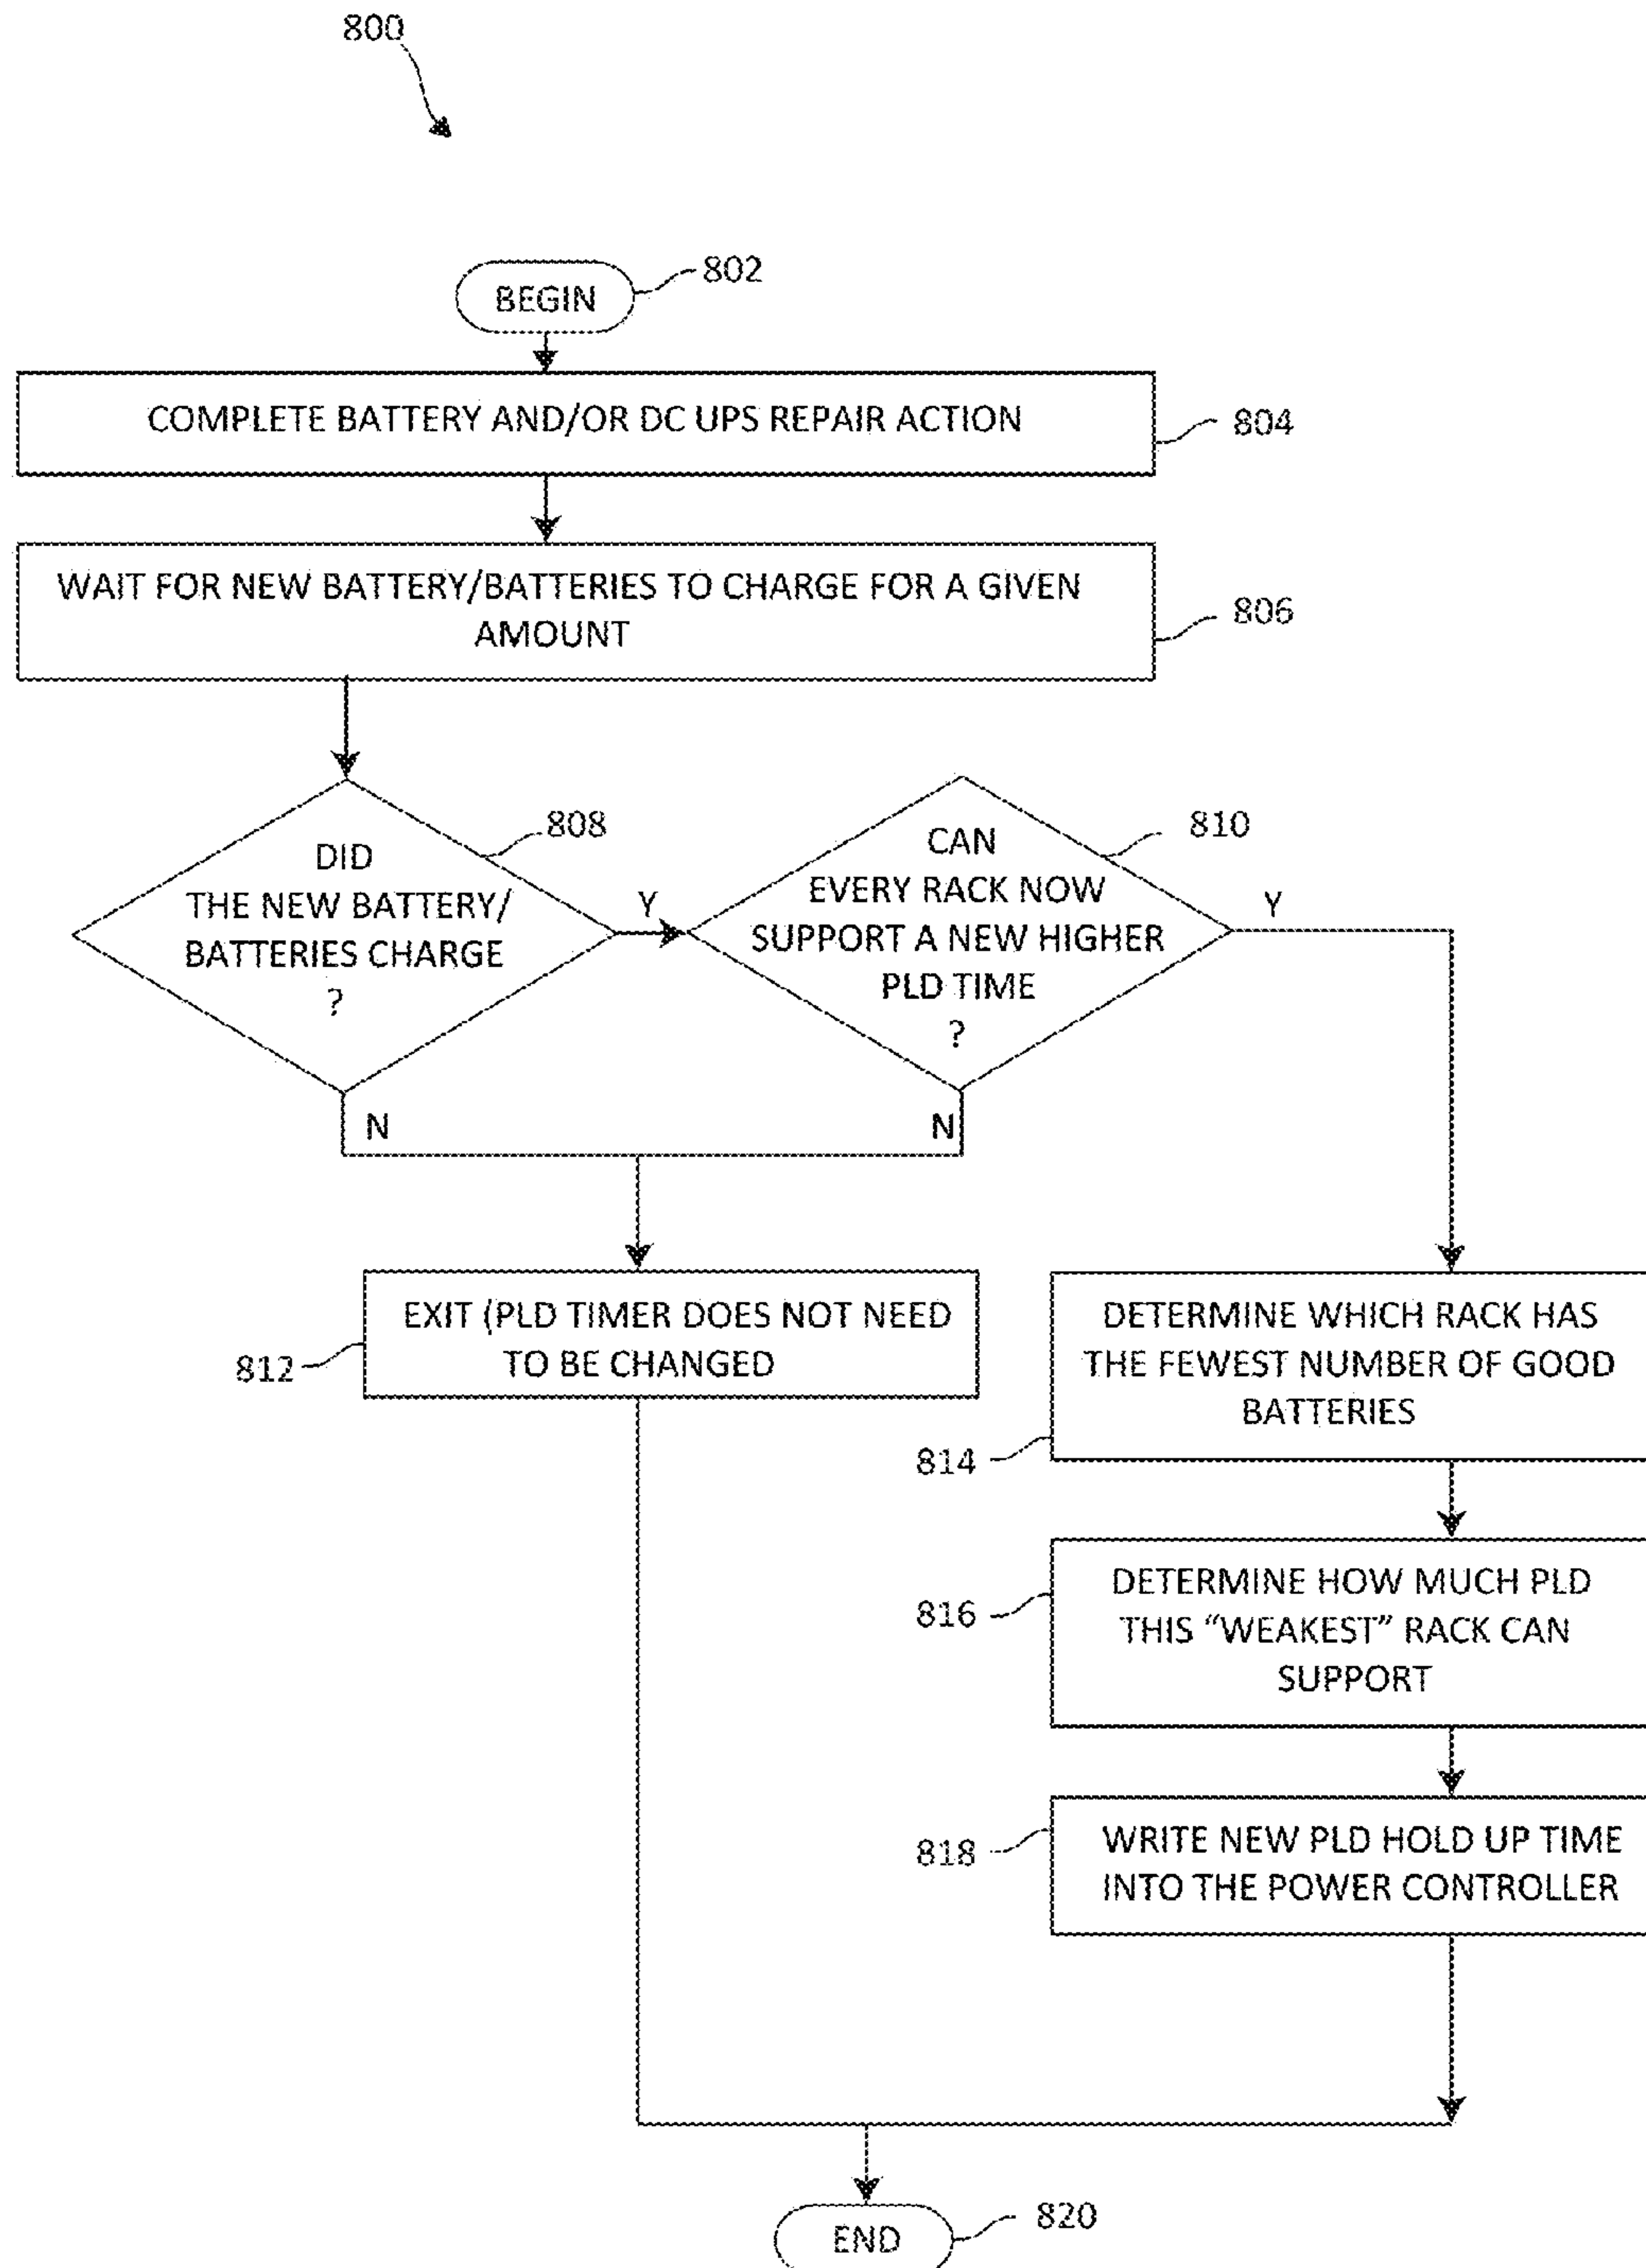 800
BEGIN
802
COMPLETE BATTERY AND/OR DC UPS REPAIR ACTION
804
WAIT FOR NEW BATTERY/BATTERIES TO CHARGE FOR A GIVEN
AMOUNT
806
DID
THE NEW BATTERY/
BATTERIES CHARGE
?
808
Y
N
CAN
EVERY RACK NOW
SUPPORT A NEW HIGHER
PLD TIME
?
810
Y
N
EXIT (PLD TIMER DOES NOT NEED
TO BE CHANGED
812
DETERMINE WHICH RACK HAS
THE FEWEST NUMBER OF GOOD
BATTERIES
814
DETERMINE HOW MUCH PLD
THIS “WEAKEST” RACK CAN
SUPPORT
816
WRITE NEW PLD HOLD UP TIME
INTO THE POWER CONTROLLER
818
END
820